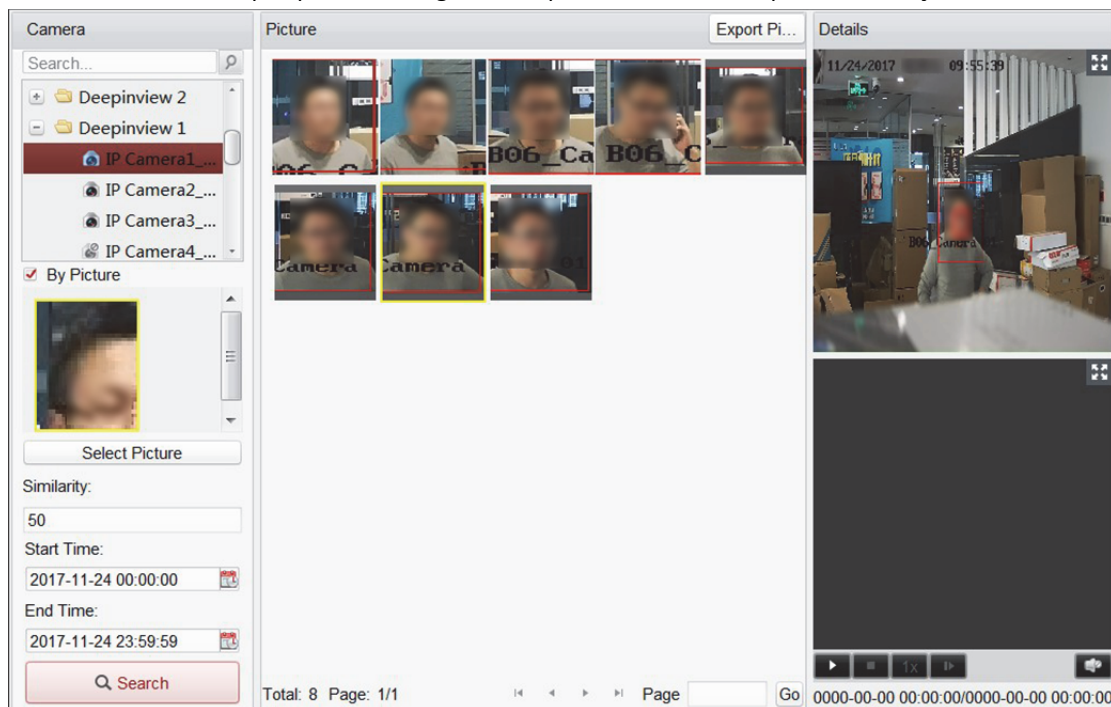 Camera
Search...
Deepinview 2
Deepinview 1
IP Camera1_...
IP Camera2_...
IP Camera3_...
IP Camera4_...
By Picture
Select Picture
Similarity:
50
Start Time:
2017-11-24 00:00:00
End Time:
2017-11-24 23:59:59
Search
Picture
Export Pi...
B06_Ca
B06_C
Camera
Camera
01
Total: 8 Page: 1/1
Page
Go
Details
11/24/2017 09:55:39
B06_Camera
1x
0000-00-00 00:00:00/0000-00-00 00:00:00